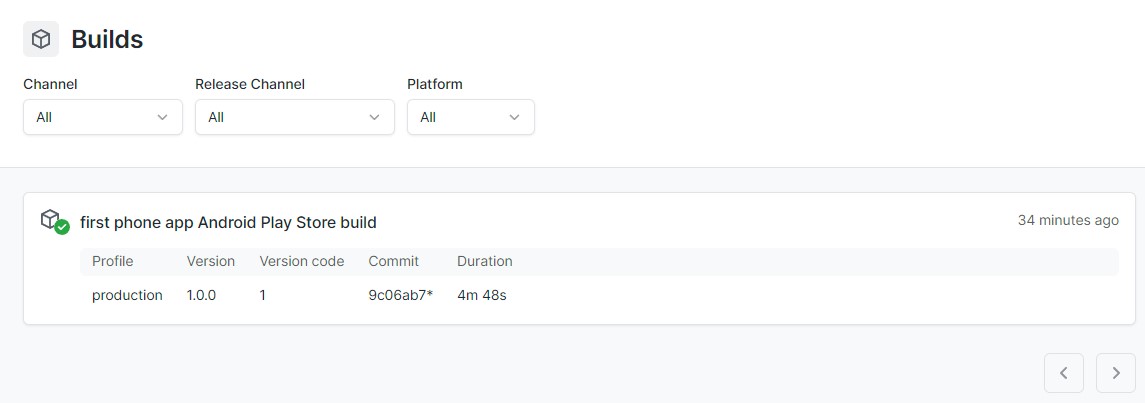 Builds
Channel Release Channel Platform
All All All
first phone app Android Play Store build 34 minutes ago
Profile Version Version code Commit Duration
production 1.0.0 1 9c06ab7* 4m 48s